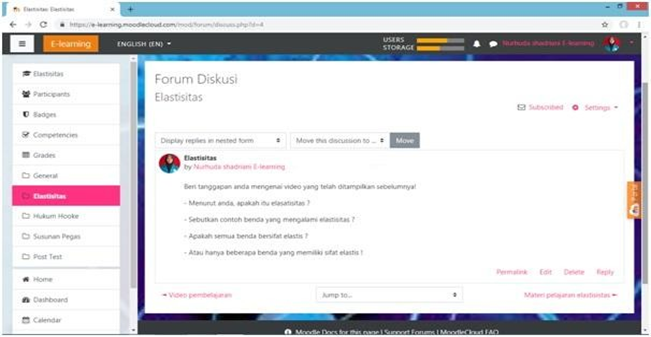 Elastisitas: Elastisitas
https://e-learning.moodlecloud.com/mod/forum/discuss.php?d=4
E-learning
ENGLISH (EN)
USERS
STORAGE
Nurhuda shadriani E-learning
Elastisitas
Participants
Badges
Competencies
Grades
General
Elastisitas
Hukum Hooke
Susunan Pegas
Post Test
Home
Dashboard
Calendar
Forum Diskusi
Elastisitas
Subscribed
Settings
Display replies in nested form
Move this discussion to ...
Move
Elastisitas
by Nurhuda shadriani E-learning
Beri tanggapan anda mengenai video yang telah ditampilkan sebelumnya!
- Menurut anda, apakah itu elasatisitas ?
- Sebutkan contoh benda yang mengalami elastisitas ?
- Apakah semua benda bersifat elastis ?
- Atau hanya beberapa benda yang memiliki sifat elastis !
Permalink Edit Delete Reply
Video pembelajaran
Jump to...
Materi pelajaran elastisistas
Moodle Docs for this page | Support Forums | MoodleCloud FAQ